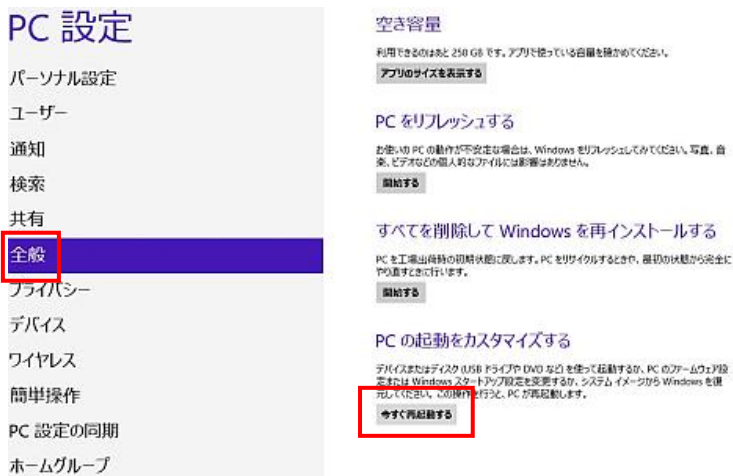 PC 設定
パーソナル設定
ユーザー
通知
検索
共有
全般
プライバシー
デバイス
ワイヤレス
簡単操作
PC 設定の同期
ホームグループ
空き容量
利用できるのはあと 250 GB です。アプリで使っている容量を確かめてください。
アプリのサイズを表示する
PC をリフレッシュする
お使いの PC の動作が不安定な場合は、Windows をリフレッシュしてみてください。写真、音
楽、ビデオなどの個人的なファイルには影響はありません。
開始する
すべてを削除して Windows を再インストールする
PC を工場出荷時の初期状態に戻します。PC をリサイクルするときや、最初の状態から完全に
やり直すときに行います。
開始する
PC の起動をカスタマイズする
デバイスまたはディスク (USB ドライブや DVD など) を使って起動するか、PC のファームウェア設
定または Windows スタートアップ設定を変更するか、システム イメージから Windows を復
元してください。この操作を行うと、PC が再起動します。
今すぐ再起動する